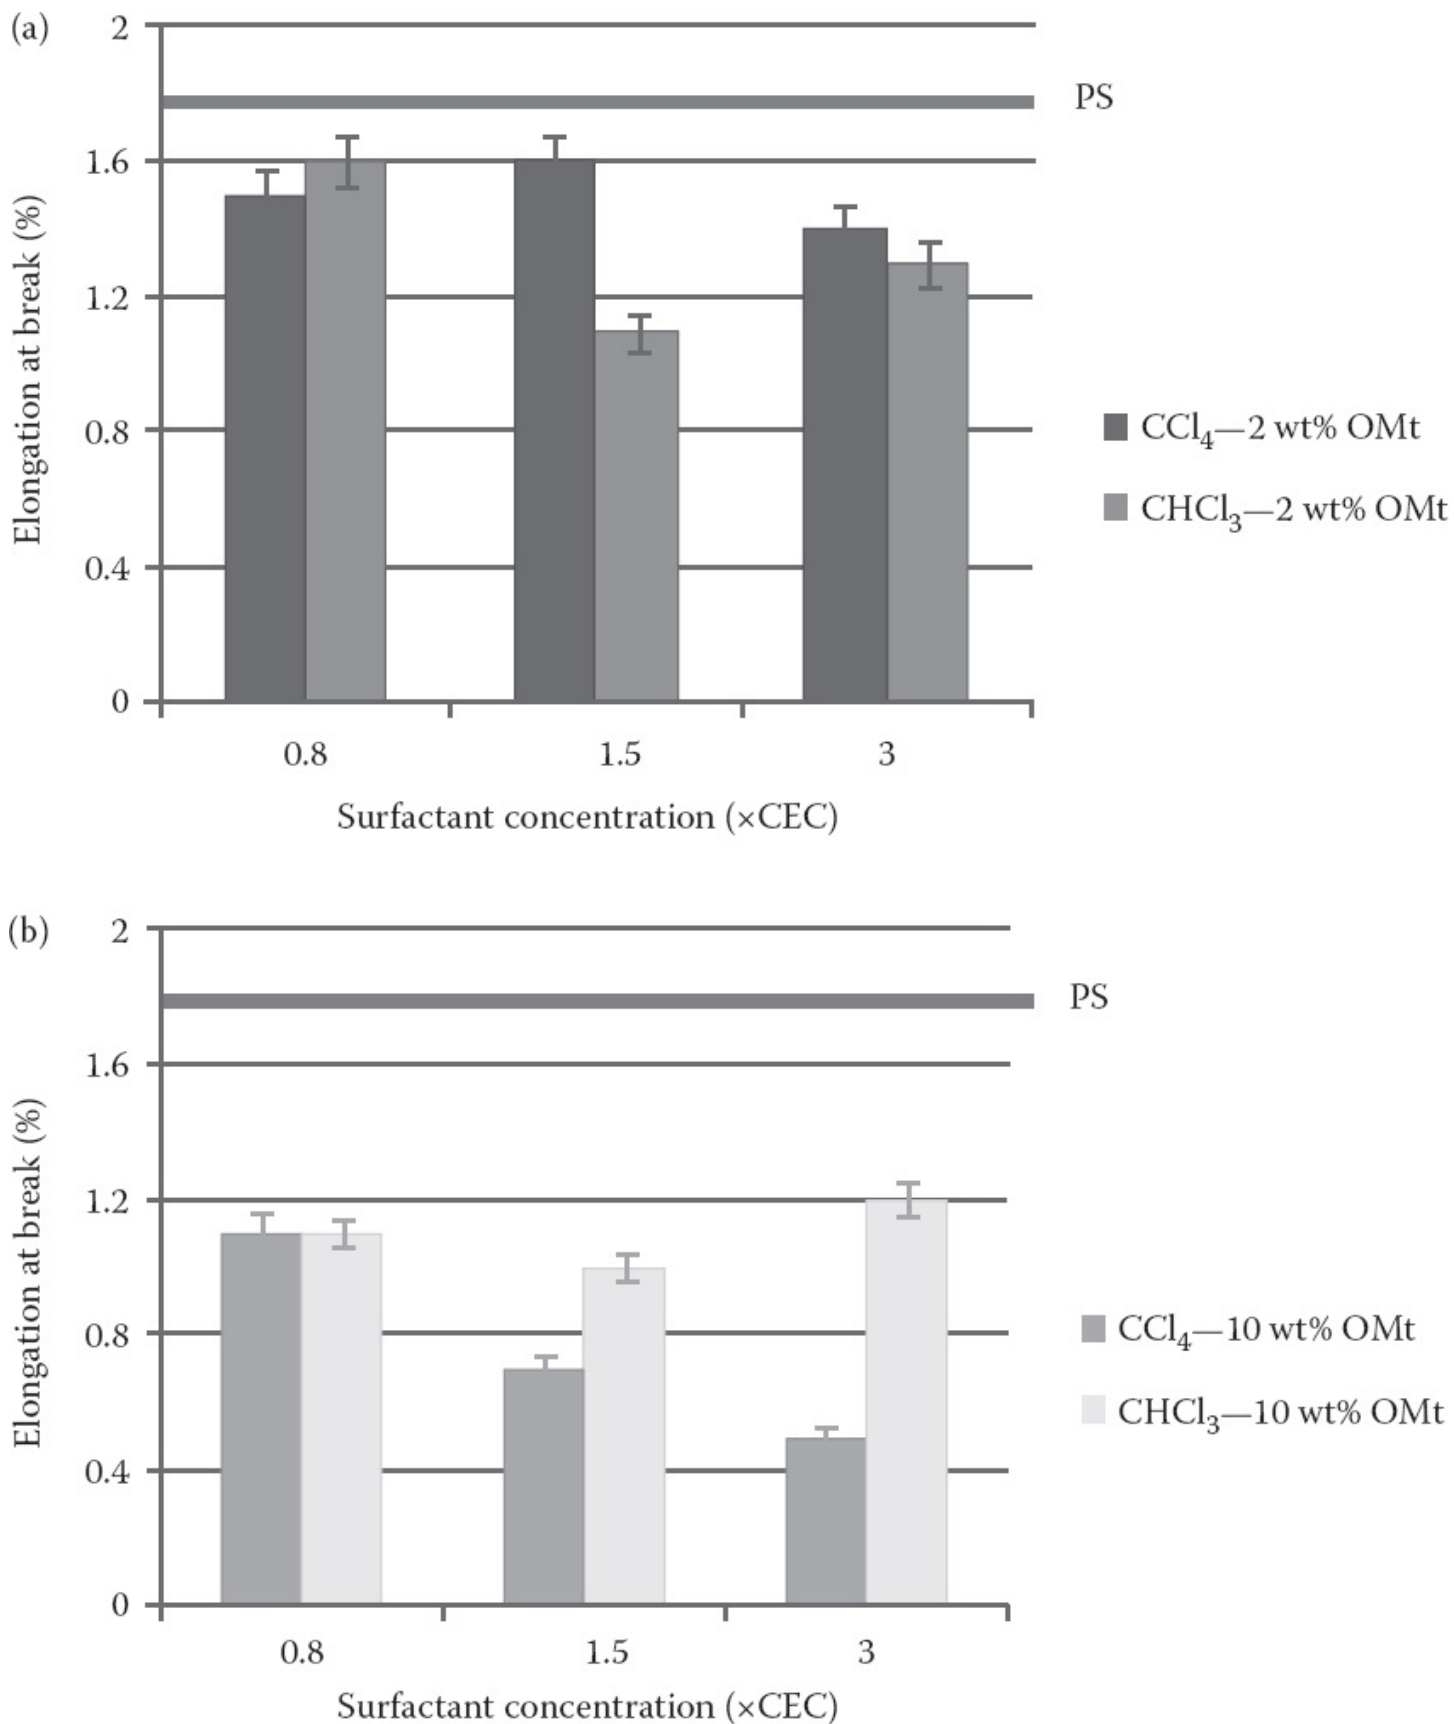 (a)
2
PS
1.6
1.2
0.8
0.4
0
Elongation at break (%)
CCl₄—2 wt% OMt
CHCl₃—2 wt% OMt
0.8 1.5 3
Surfactant concentration (×CEC)
(b)
2
PS
1.6
1.2
0.8
0.4
0
Elongation at break (%)
CCl₄—10 wt% OMt
CHCl₃—10 wt% OMt
0.8 1.5 3
Surfactant concentration (×CEC)